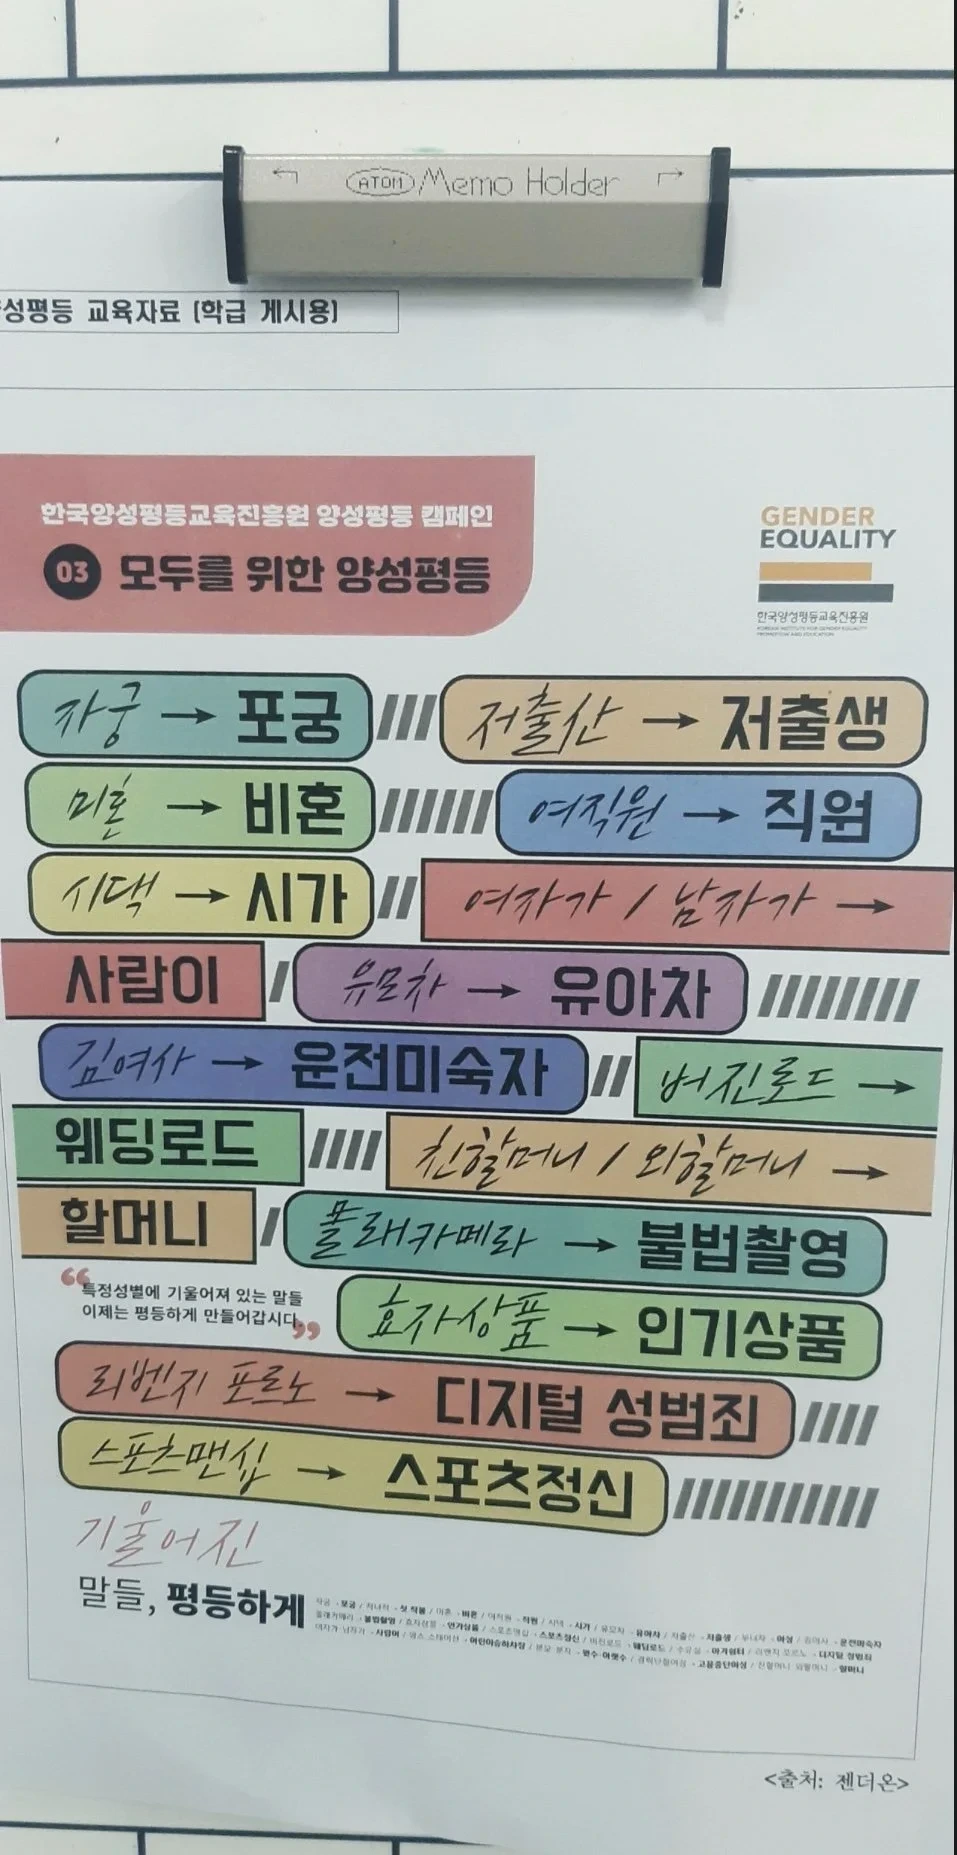 ATOM Memo Holder
성평등 교육자료 (학급 게시용)
한국양성평등교육진흥원 양성평등 캠페인
03 모두를 위한 양성평등
GENDER
EQUALITY
한국양성평등교육진흥원
자궁 → 포궁 저출산 → 저출생
미혼 → 비혼 여직원 → 직원
시댁 → 시가 여자가 / 남자가 →
사람이 유모차 → 유아차
김여사 → 운전미숙자 버진로드 →
웨딩로드 친할머니 / 외할머니 →
할머니 몰래카메라 → 불법촬영
“특정성별에 기울어져 있는 말들
이제는 평등하게 만들어갑시다.”
효자상품 → 인기상품
리벤지 포르노 → 디지털 성범죄
스포츠맨십 → 스포츠정신
기울어진
말들, 평등하게
<출처: 젠더온>